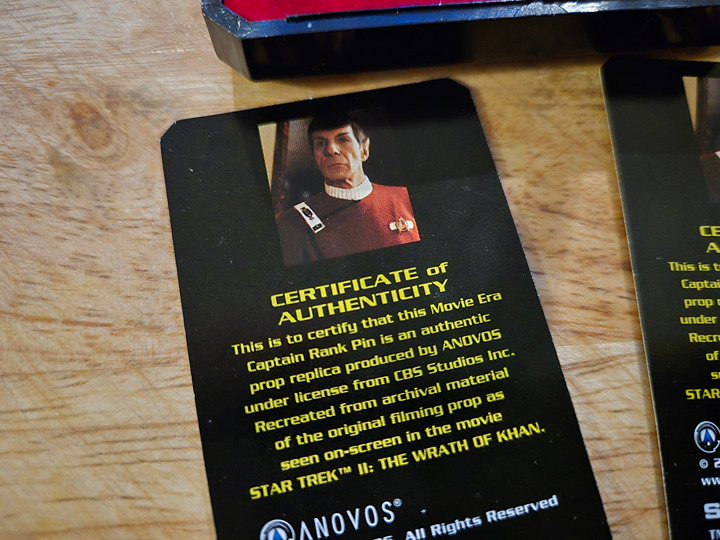 CERTIFICATE of
AUTHENTICITY
This is to certify that this Movie Era
Captain Rank Pin is an authentic
prop replica produced by ANOVOS
under license from CBS Studios Inc.
Recreated from archival material
of the original filming prop as
seen on-screen in the movie
STAR TREK™ II: THE WRATH OF KHAN.
ANOVOS®
All Rights Reserved
This is t
Captai
prop
under
Recr
of
STAR
©